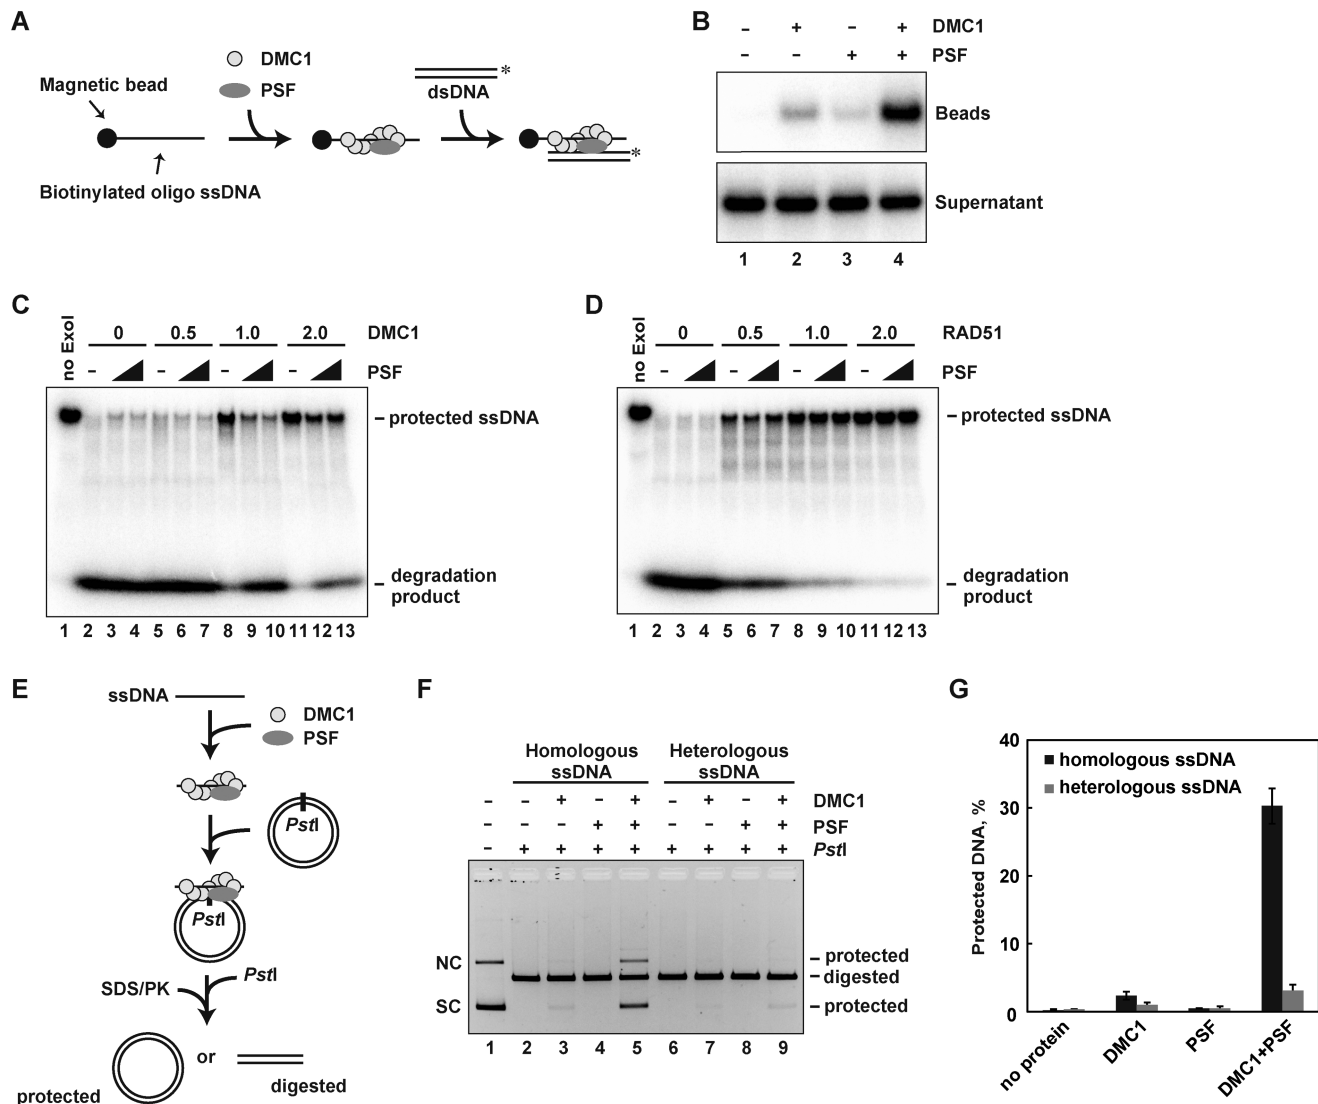 A
DMC1
PSF
Magnetic bead
dsDNA
*
*
Biotinylated oligo ssDNA
B
- + - + DMC1
- - + + PSF
Beads
Supernatant
1 2 3 4
C
no ExoI
0 0.5 1.0 2.0 DMC1
- - - - PSF
– protected ssDNA
– degradation
product
1 2 3 4 5 6 7 8 9 10 11 12 13
D
no ExoI
0 0.5 1.0 2.0 RAD51
- - - - PSF
– protected ssDNA
– degradation
product
1 2 3 4 5 6 7 8 9 10 11 12 13
E
ssDNA
DMC1
PSF
PstI
PstI
SDS/PK
PstI
or
protected
digested
F
Homologous
ssDNA
Heterologous
ssDNA
- - + - + - + - + DMC1
- - - + + - - + + PSF
- + + + + + + + + PstI
NC
SC
– protected
– digested
– protected
1 2 3 4 5 6 7 8 9
G
Protected DNA, %
40
30
20
10
0
homologous ssDNA
heterologous ssDNA
no protein
DMC1
PSF
DMC1+PSF